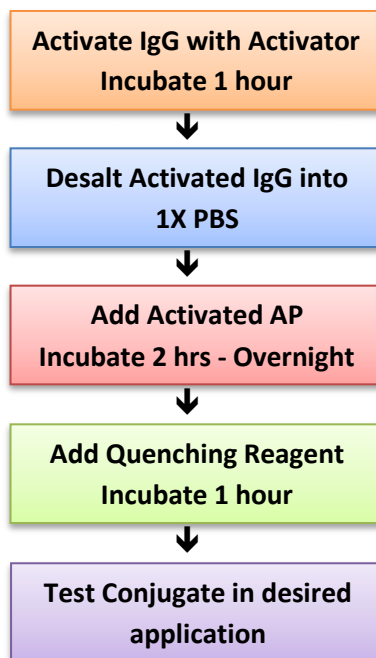 Activate IgG with Activator
Incubate 1 hour
Desalt Activated IgG into
1X PBS
Add Activated AP
Incubate 2 hrs - Overnight
Add Quenching Reagent
Incubate 1 hour
Test Conjugate in desired
application